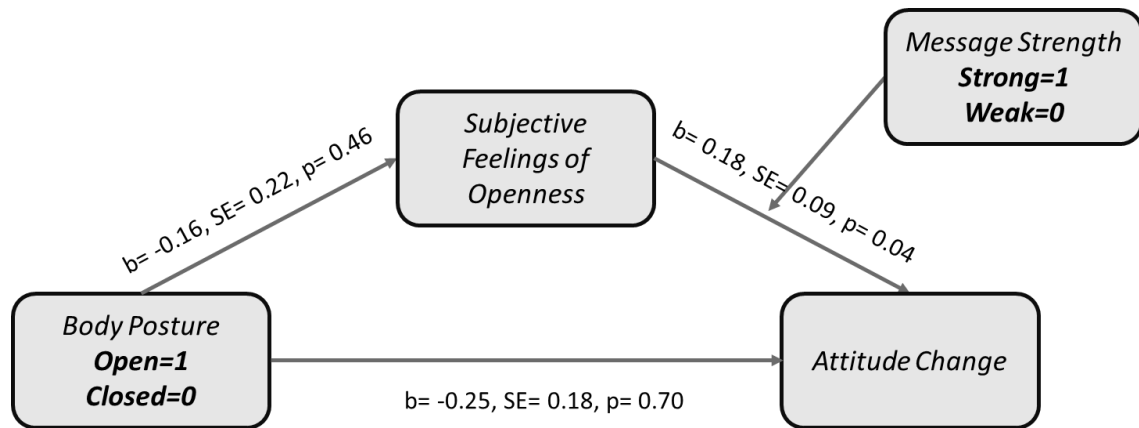 Message Strength
Strong=1
Weak=0
Subjective
Feelings of
Openness
b= -0.16, SE= 0.22, p= 0.46
b= 0.18, SE= 0.09, p= 0.04
Body Posture
Open=1
Closed=0
Attitude Change
b= -0.25, SE= 0.18, p= 0.70